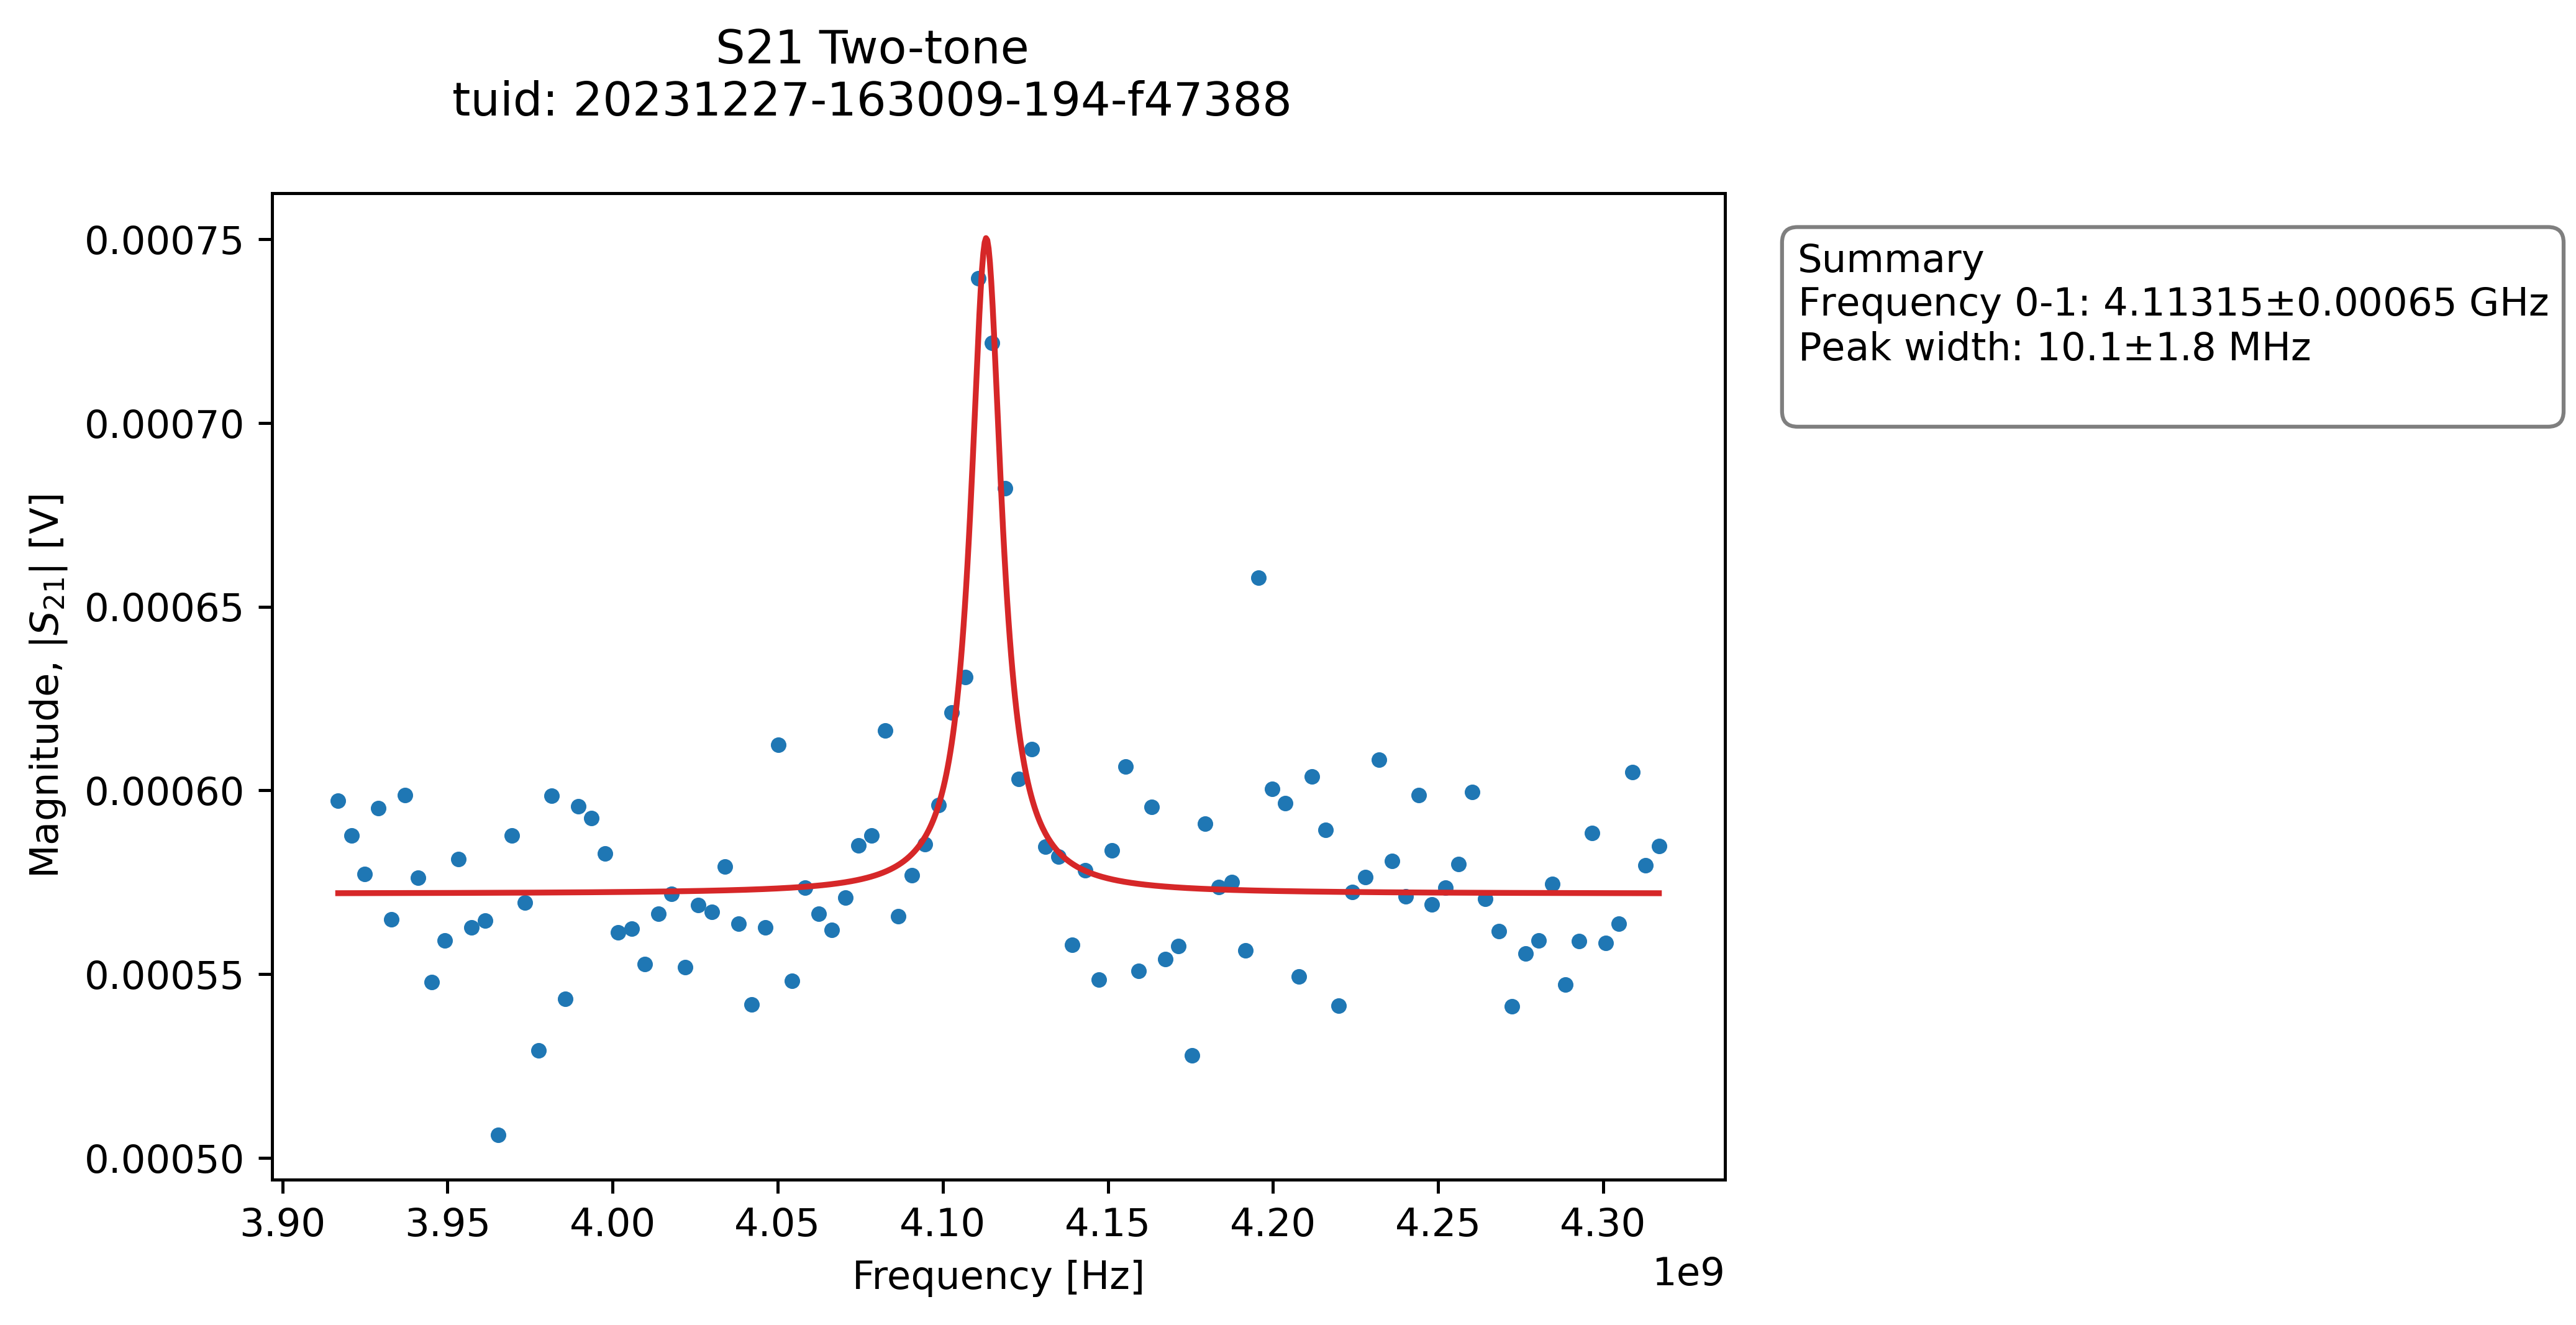 S21 Two-tone
tuid: 20231227-163009-194-f47388
0.00075
0.00070
0.00065
0.00060
0.00055
0.00050
Magnitude, |S21| [V]
3.90 3.95 4.00 4.05 4.10 4.15 4.20 4.25 4.30
Frequency [Hz]
1e9
Summary
Frequency 0-1: 4.11315±0.00065 GHz
Peak width: 10.1±1.8 MHz